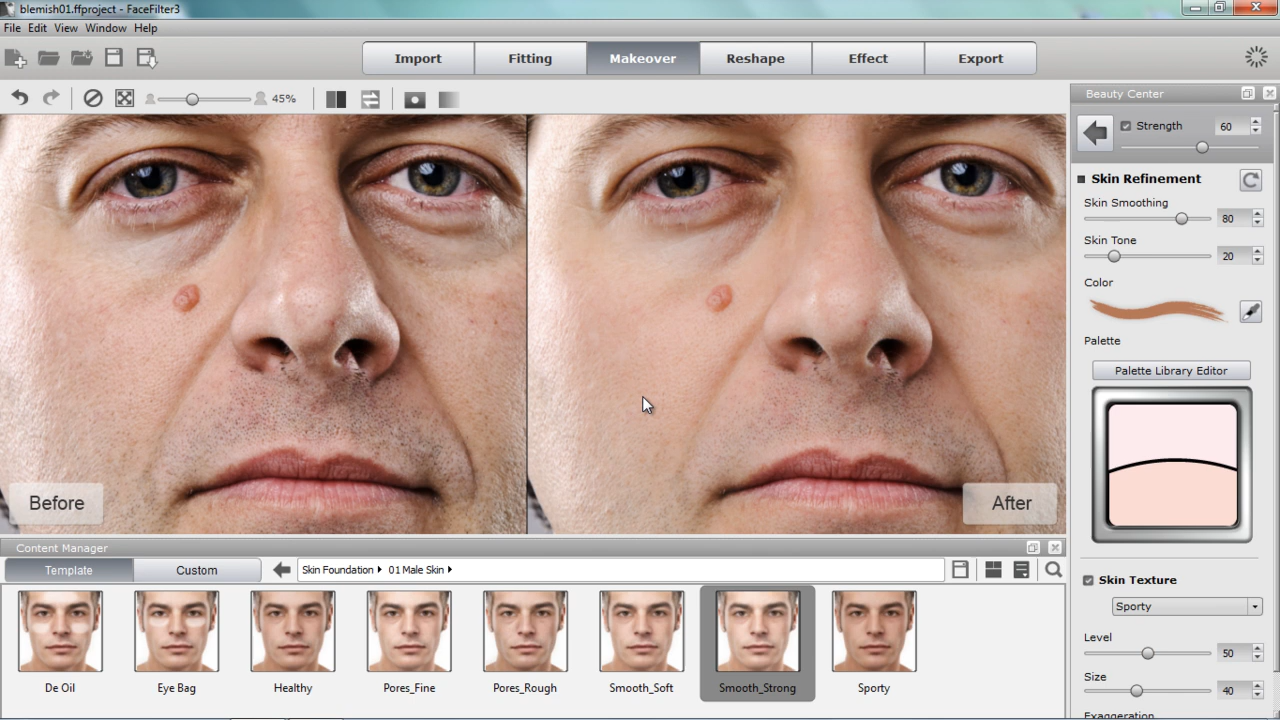 blemish01.ffproject - FaceFilter3
File Edit View Window Help
Import Fitting Makeover Reshape Effect Export
45%
Before
After
Beauty Center
Strength 60
Skin Refinement
Skin Smoothing
80
Skin Tone
20
Color
Palette
Palette Library Editor
Skin Texture
Sporty
Level
50
Size
40
Exaggeration
Content Manager
Template Custom Skin Foundation 01 Male Skin
De Oil Eye Bag Healthy Pores_Fine Pores_Rough Smooth_Soft Smooth_Strong Sporty